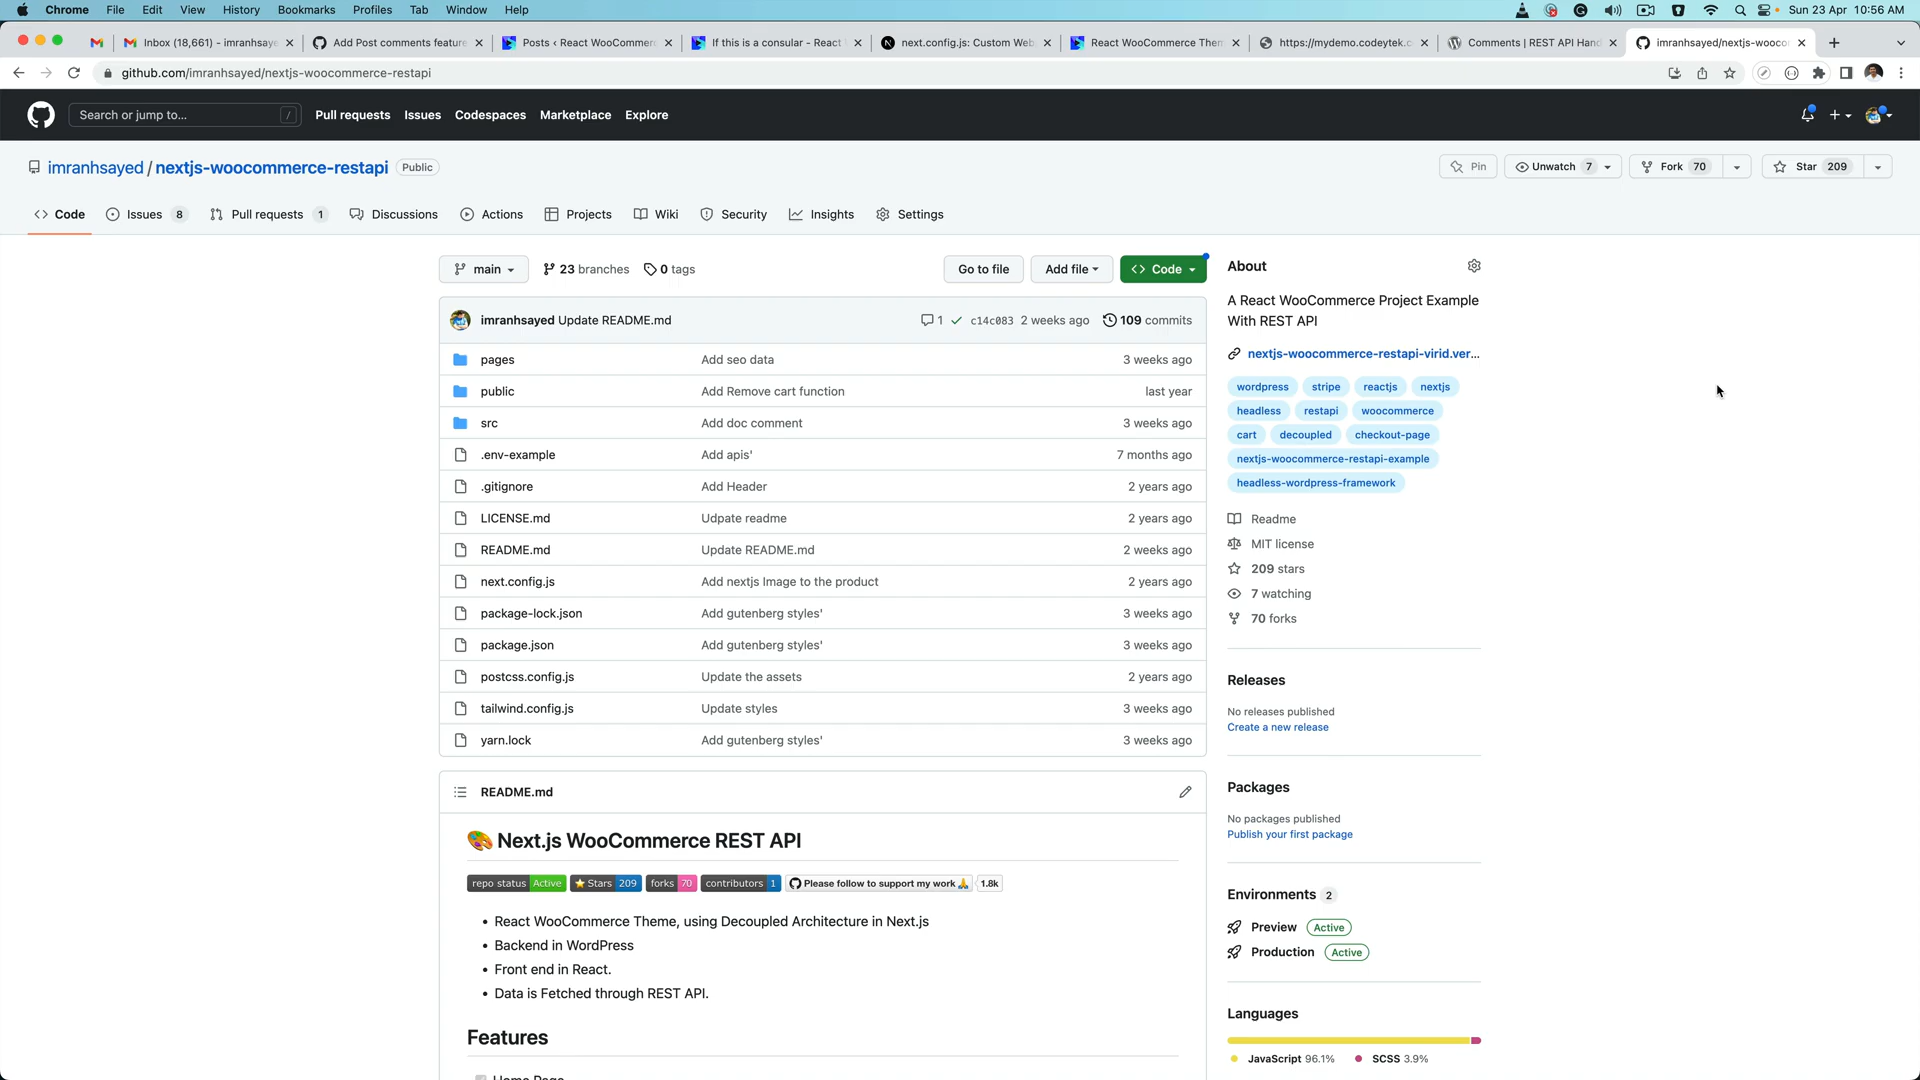 Chrome File Edit View History Bookmarks Profiles Tab Window Help Sun 23 Apr 10:56 AM
Inbox (18,661) - imranhsaye Add Post comments feature Posts ‹ React WooCommerc If this is a consular - React next.config.js: Custom Web React WooCommerce Them https://mydemo.codeytek.c Comments | REST API Han imranhsayed/nextjs-wooco
github.com/imranhsayed/nextjs-woocommerce-restapi
Search or jump to... / Pull requests Issues Codespaces Marketplace Explore
imranhsayed / nextjs-woocommerce-restapi Public Pin Unwatch 7 Fork 70 Star 209
Code Issues 8 Pull requests 1 Discussions Actions Projects Wiki Security Insights Settings
main 23 branches 0 tags Go to file Add file Code
imranhsayed Update README.md 1 c14c083 2 weeks ago 109 commits
pages Add seo data 3 weeks ago
public Add Remove cart function last year
src Add doc comment 3 weeks ago
.env-example Add apis' 7 months ago
.gitignore Add Header 2 years ago
LICENSE.md Udpate readme 2 years ago
README.md Update README.md 2 weeks ago
next.config.js Add nextjs Image to the product 2 years ago
package-lock.json Add gutenberg styles' 3 weeks ago
package.json Add gutenberg styles' 3 weeks ago
postcss.config.js Update the assets 2 years ago
tailwind.config.js Update styles 3 weeks ago
yarn.lock Add gutenberg styles' 3 weeks ago
README.md
Next.js WooCommerce REST API
repo status Active Stars 209 forks 70 contributors 1 Please follow to support my work 1.8k
React WooCommerce Theme, using Decoupled Architecture in Next.js
Backend in WordPress
Front end in React.
Data is Fetched through REST API.
Features
Home Page
About
A React WooCommerce Project Example
With REST API
nextjs-woocommerce-restapi-virid.ver...
wordpress stripe reactjs nextjs
headless restapi woocommerce
cart decoupled checkout-page
nextjs-woocommerce-restapi-example
headless-wordpress-framework
Readme
MIT license
209 stars
7 watching
70 forks
Releases
No releases published
Create a new release
Packages
No packages published
Publish your first package
Environments 2
Preview Active
Production Active
Languages
JavaScript 96.1% SCSS 3.9%